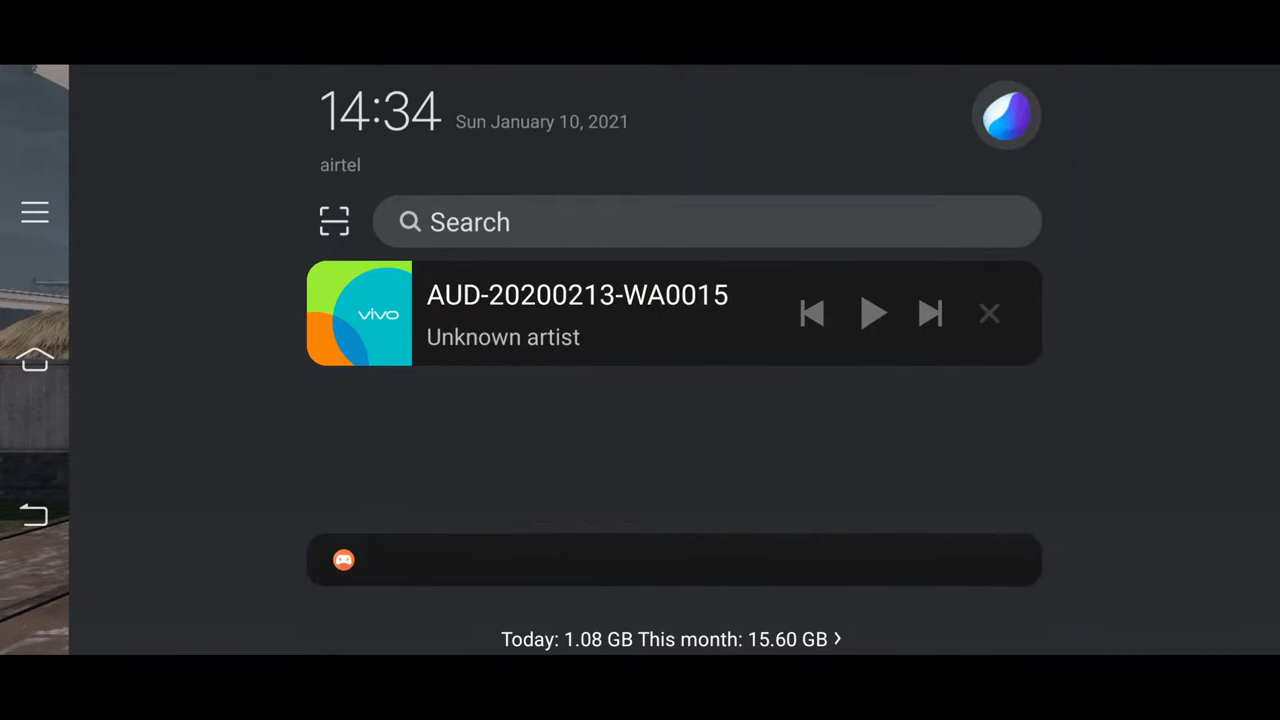 14:34 Sun January 10, 2021
airtel
Search
vivo
AUD-20200213-WA0015
Unknown artist
Today: 1.08 GB This month: 15.60 GB >